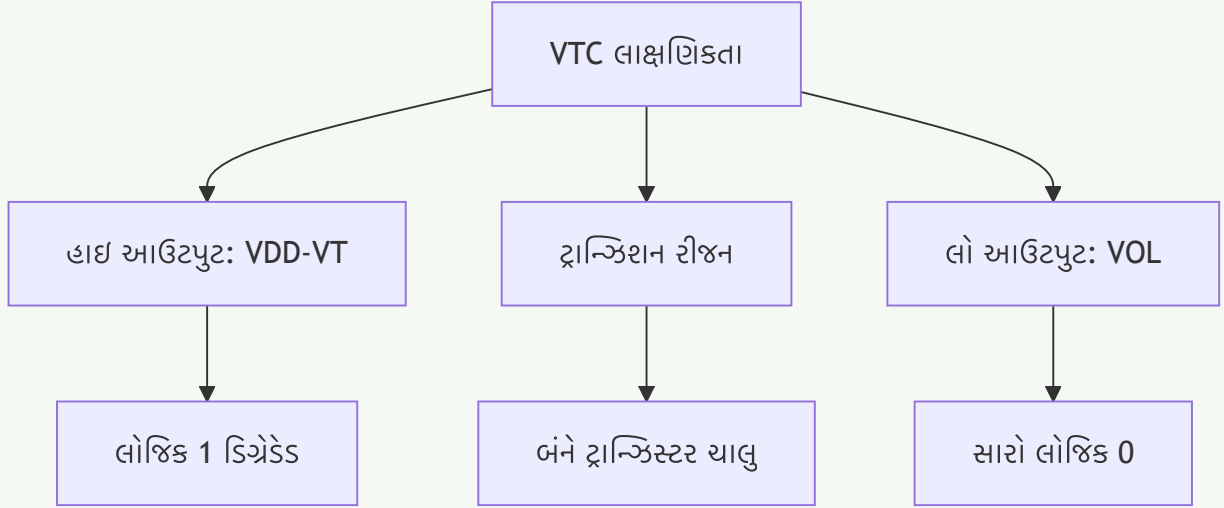 VTC લાક્ષણિકતા
હાઇ આઉટપુટ: VDD-VT
ટ્રાન્ઝિશન રીજન
લો આઉટપુટ: VOL
લોજિક 1 ડિગ્રેડેડ
બંને ટ્રાન્ઝિસ્ટર ચાલુ
સારો લોજિક 0